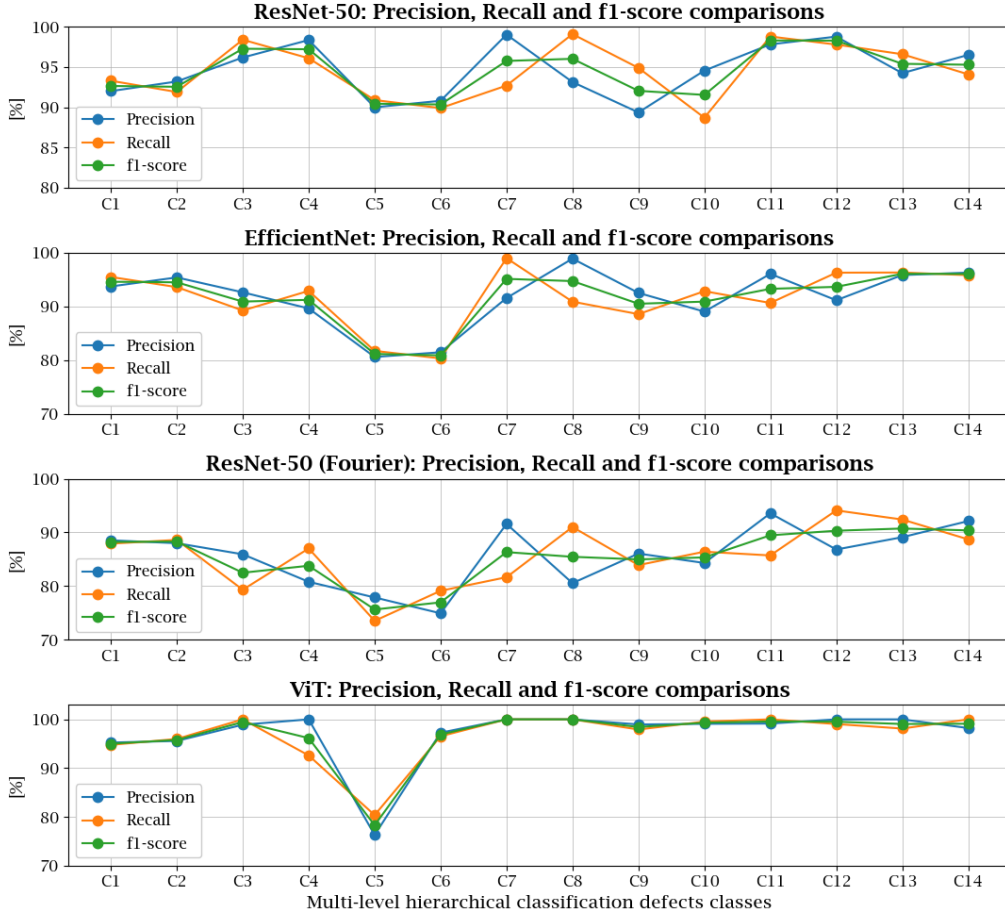 ResNet-50: Precision, Recall and f1-score comparisons
100
95
90
85
80
[%]
Precision
Recall
f1-score
C1 C2 C3 C4 C5 C6 C7 C8 C9 C10 C11 C12 C13 C14
EfficientNet: Precision, Recall and f1-score comparisons
100
90
80
70
[%]
Precision
Recall
f1-score
C1 C2 C3 C4 C5 C6 C7 C8 C9 C10 C11 C12 C13 C14
ResNet-50 (Fourier): Precision, Recall and f1-score comparisons
100
90
80
70
[%]
Precision
Recall
f1-score
C1 C2 C3 C4 C5 C6 C7 C8 C9 C10 C11 C12 C13 C14
ViT: Precision, Recall and f1-score comparisons
100
90
80
70
[%]
Precision
Recall
f1-score
C1 C2 C3 C4 C5 C6 C7 C8 C9 C10 C11 C12 C13 C14
Multi-level hierarchical classification defects classes